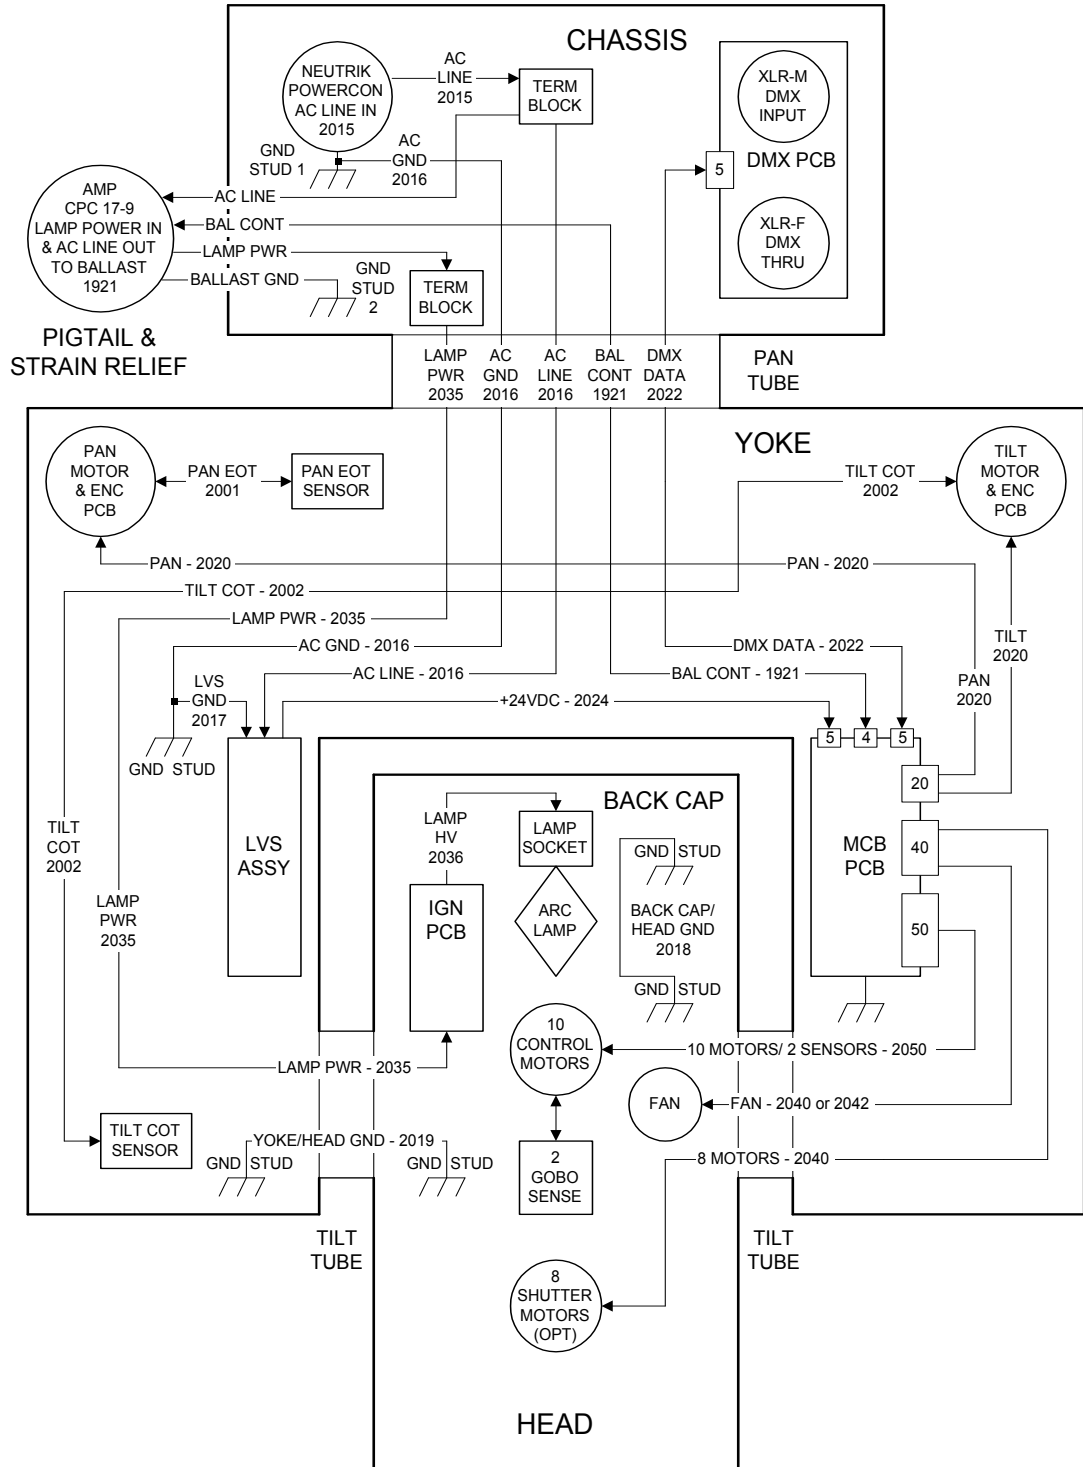 CHASSIS
NEUTRIK
POWERCON
AC LINE IN
2015
AC
LINE
2015
TERM
BLOCK
XLR-M
DMX
INPUT
5
DMX PCB
XLR-F
DMX
THRU
GND
STUD 1
AC
GND
2016
AMP
CPC 17-9
LAMP POWER IN
& AC LINE OUT
TO BALLAST
1921
AC LINE
BAL CONT
LAMP PWR
BALLAST GND
GND
STUD
2
TERM
BLOCK
PIGTAIL &
STRAIN RELIEF
LAMP
PWR
2035
AC
GND
2016
AC
LINE
2016
BAL
CONT
1921
DMX
DATA
2022
PAN
TUBE
YOKE
PAN
MOTOR
& ENC
PCB
PAN EOT
2001
PAN EOT
SENSOR
TILT COT
2002
TILT
MOTOR
& ENC
PCB
PAN - 2020
PAN - 2020
TILT COT - 2002
LAMP PWR - 2035
AC GND - 2016
DMX DATA - 2022
TILT
2020
AC LINE - 2016
BAL CONT - 1921
PAN
2020
LVS
GND
2017
+24VDC - 2024
GND STUD
5
4
5
20
40
50
MCB
PCB
LVS
ASSY
BACK CAP
LAMP
HV
2036
LAMP
SOCKET
GND STUD
TILT
COT
2002
LAMP
PWR
2035
IGN
PCB
ARC
LAMP
BACK CAP/
HEAD GND
2018
GND STUD
10
CONTROL
MOTORS
10 MOTORS/ 2 SENSORS - 2050
LAMP PWR - 2035
FAN
FAN - 2040 or 2042
TILT COT
SENSOR
YOKE/HEAD GND - 2019
GND STUD
GND STUD
2
GOBO
SENSE
8 MOTORS - 2040
TILT
TUBE
TILT
TUBE
8
SHUTTER
MOTORS
(OPT)
HEAD